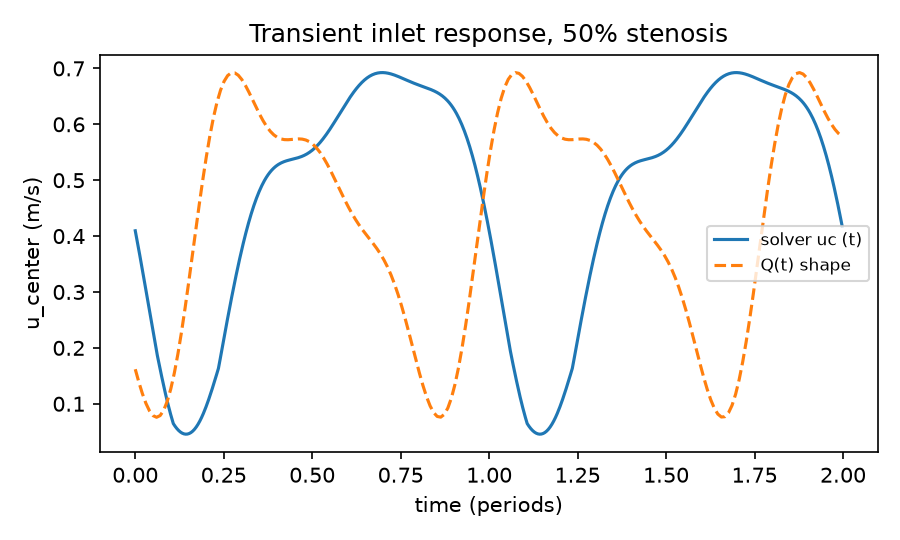 Transient inlet response, 50% stenosis
u_center (m/s)
0.7
0.6
0.5
0.4
0.3
0.2
0.1
solver uc (t)
Q(t) shape
0.00 0.25 0.50 0.75 1.00 1.25 1.50 1.75 2.00
time (periods)